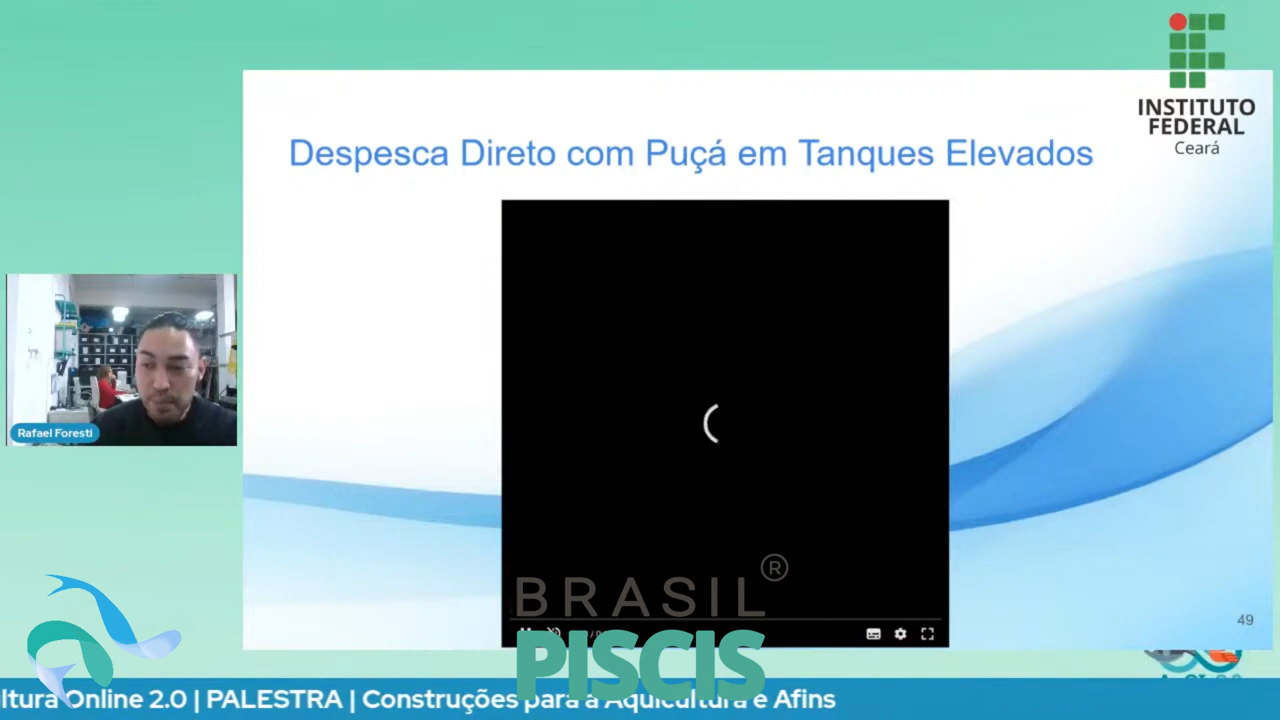 INSTITUTO
FEDERAL
Ceará
Despesca Direto com Puçá em Tanques Elevados
Rafael Foresti
BRASIL®
PISCIS
49
ltura Online 2.0 | PALESTRA | Construções para a Aquicultura e Afins